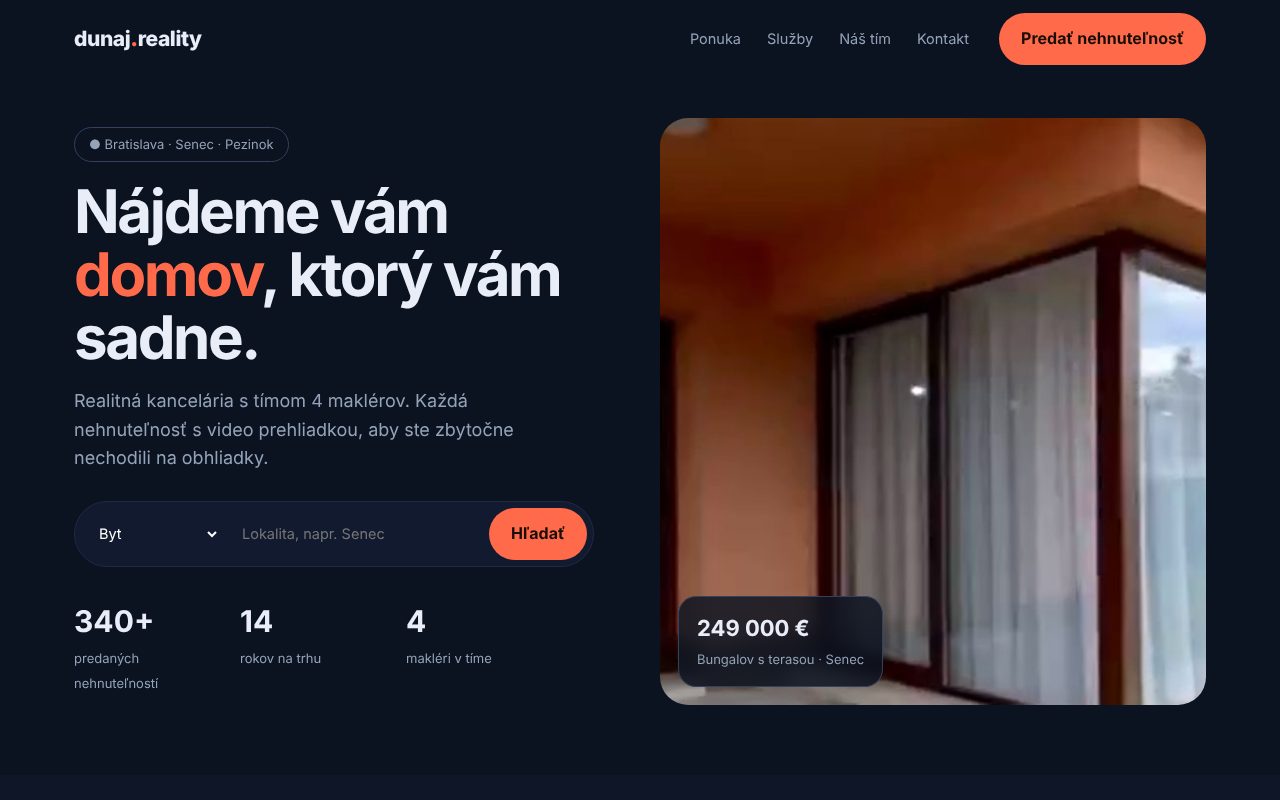 dunaj.reality
Ponuka
Služby
Náš tím
Kontakt
Predať nehnuteľnosť
Bratislava · Senec · Pezinok
Nájdeme vám
domov, ktorý vám
sadne.
Realitná kancelária s tímom 4 maklérov. Každá
nehnuteľnosť s video prehliadkou, aby ste zbytočne
nechodili na obhliadky.
Byt
Lokalita, napr. Senec
Hľadať
340+
predaných
nehnuteľností
14
rokov na trhu
4
makléri v tíme
249 000 €
Bungalov s terasou · Senec